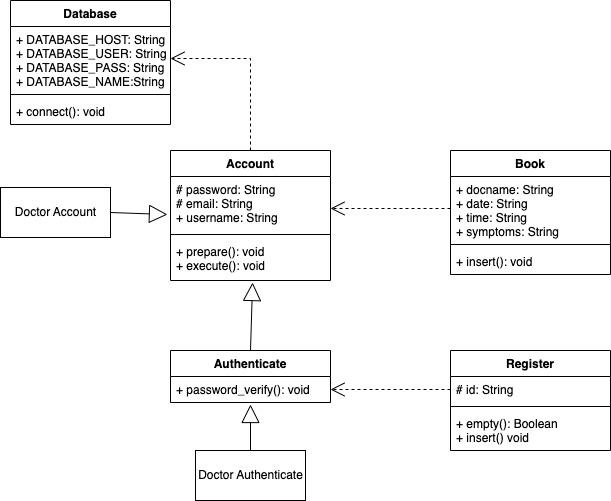 Database
+ DATABASE_HOST: String
+ DATABASE_USER: String
+ DATABASE_PASS: String
+ DATABASE_NAME:String
+ connect(): void
Account
# password: String
# email: String
+ username: String
+ prepare(): void
+ execute(): void
Book
+ docname: String
+ date: String
+ time: String
+ symptoms: String
+ insert(): void
Doctor Account
Authenticate
+ password_verify(): void
Register
# id: String
+ empty(): Boolean
+ insert() void
Doctor Authenticate